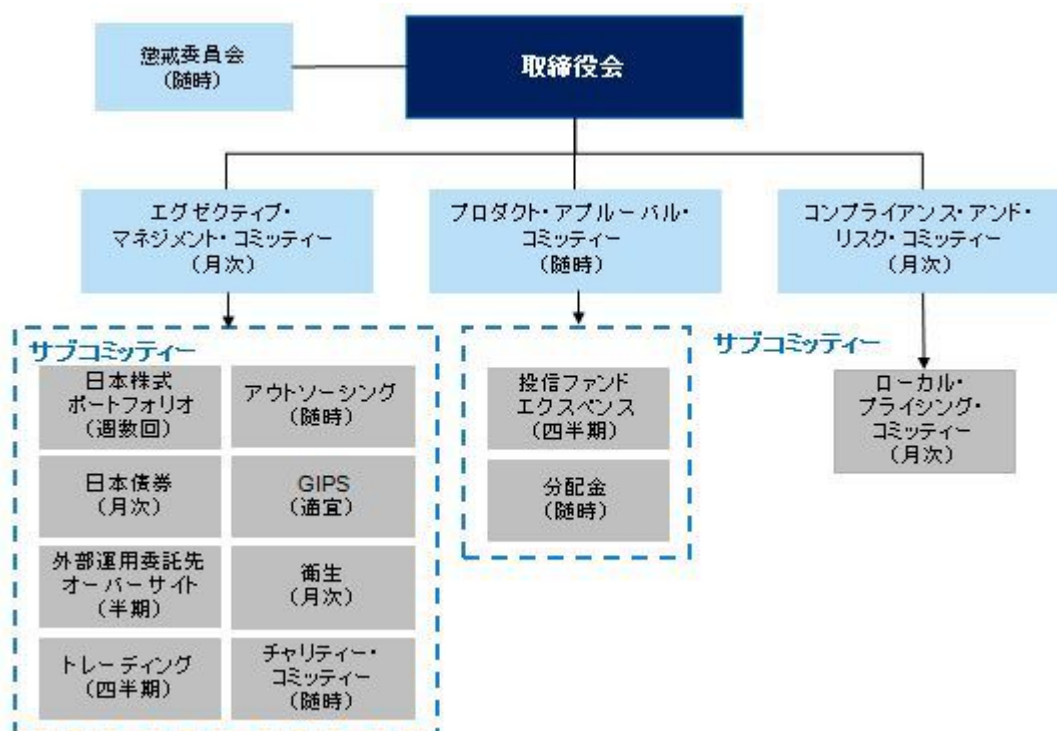 懲戒委員会
(随時)
取締役会
エグゼクティブ・
マネジメント・コミッティー
(月次)
プロダクト・アプルーバル・
コミッティー
(随時)
コンプライアンス・アンド・
リスク・コミッティー
(月次)
サブコミッティー
日本株式
ポートフォリオ
(週数回)
アウトソーシング
(随時)
日本債券
(月次)
GIPS
(適宜)
外部運用委託先
オーバーサイト
(半期)
衛生
(月次)
トレーディング
(四半期)
チャリティー・
コミッティー
(随時)
投信ファンド
エクスペンス
(四半期)
分配金
(随時)
サブコミッティー
ローカル・
プライシング・
コミッティー
(月次)